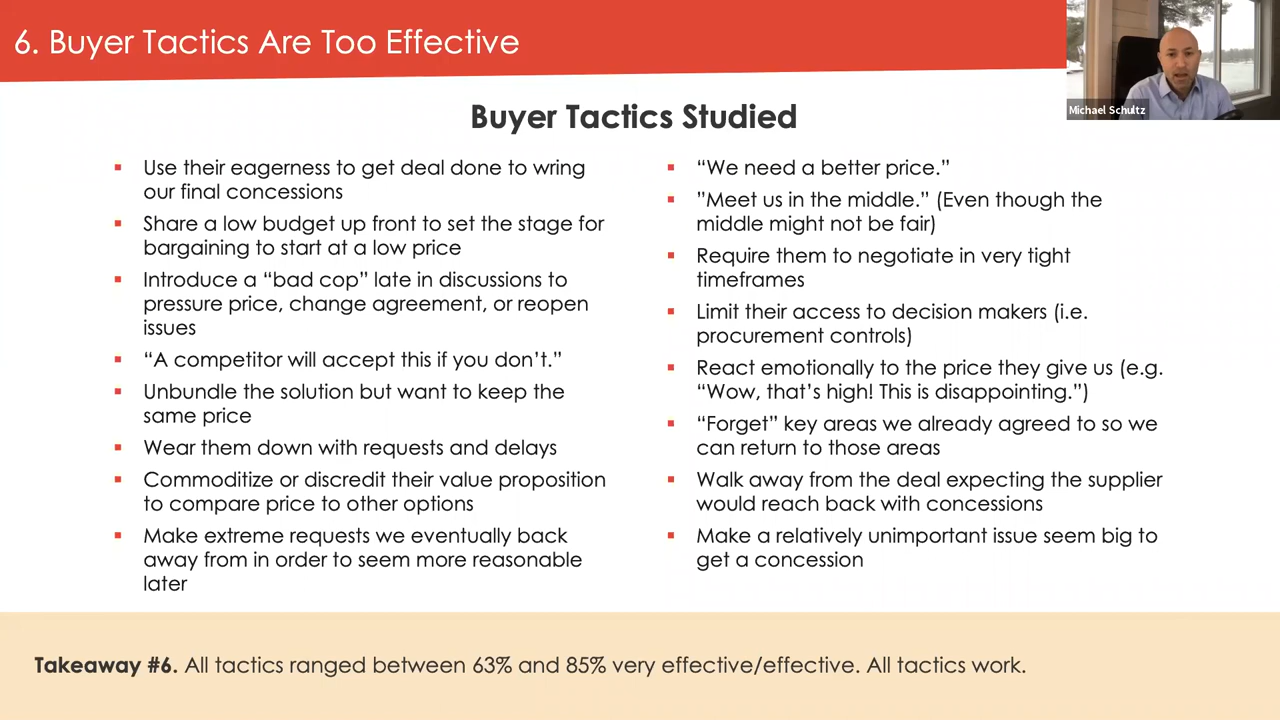 6. Buyer Tactics Are Too Effective
Michael Schultz
Buyer Tactics Studied
Use their eagerness to get deal done to wring
our final concessions
Share a low budget up front to set the stage for
bargaining to start at a low price
Introduce a “bad cop” late in discussions to
pressure price, change agreement, or reopen
issues
“A competitor will accept this if you don’t.”
Unbundle the solution but want to keep the
same price
Wear them down with requests and delays
Commoditize or discredit their value proposition
to compare price to other options
Make extreme requests we eventually back
away from in order to seem more reasonable
later
“We need a better price.”
”Meet us in the middle.” (Even though the
middle might not be fair)
Require them to negotiate in very tight
timeframes
Limit their access to decision makers (i.e.
procurement controls)
React emotionally to the price they give us (e.g.
“Wow, that’s high! This is disappointing.”)
“Forget” key areas we already agreed to so we
can return to those areas
Walk away from the deal expecting the supplier
would reach back with concessions
Make a relatively unimportant issue seem big to
get a concession
Takeaway #6. All tactics ranged between 63% and 85% very effective/effective. All tactics work.